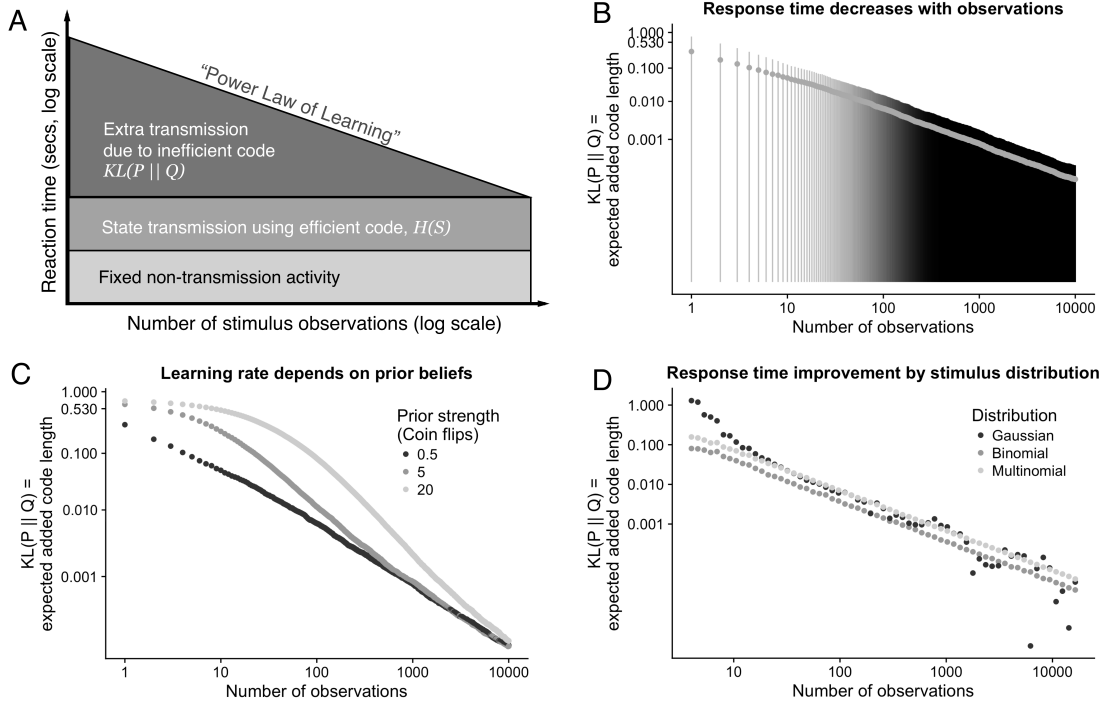 A
Reaction time (secs, log scale)
“Power Law of Learning”
Extra transmission
due to inefficient code
KL(P || Q)
State transmission using efficient code, H(S)
Fixed non-transmission activity
Number of stimulus observations (log scale)
B
Response time decreases with observations
KL(P || Q) =
expected added code length
1.000
0.530
0.100
0.010
0.001
1 10 100 1000 10000
Number of observations
C
Learning rate depends on prior beliefs
KL(P || Q) =
expected added code length
1.000
0.530
0.100
0.010
0.001
Prior strength
(Coin flips)
0.5
5
20
1 10 100 1000 10000
Number of observations
D
Response time improvement by stimulus distribution
KL(P || Q) =
expected added code length
1.000
0.100
0.010
0.001
Distribution
Gaussian
Binomial
Multinomial
10 100 1000 10000
Number of observations